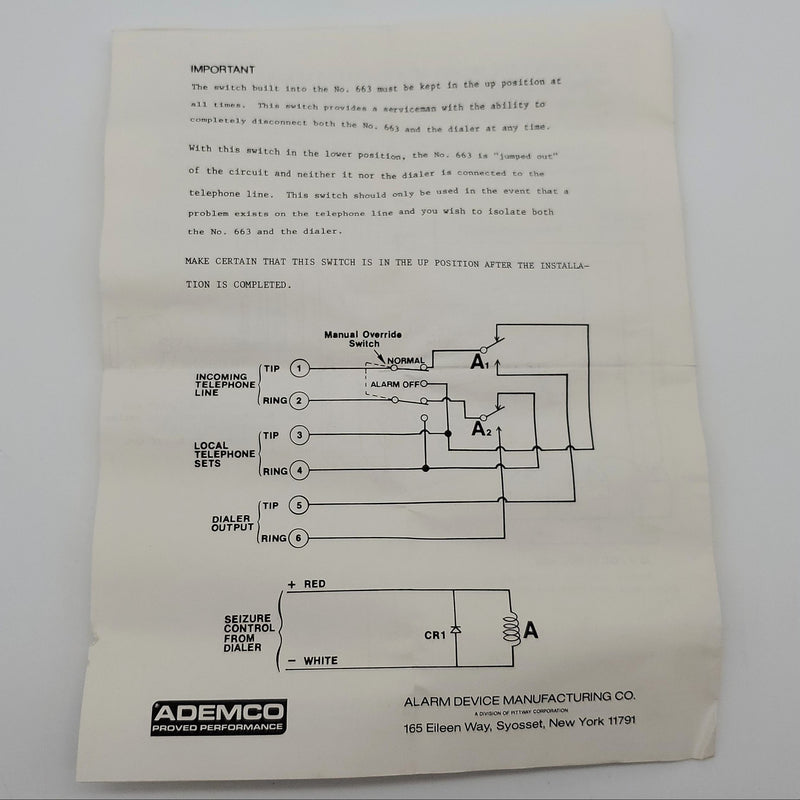 IMPORTANT
The switch built into the No. 663 must be kept in the up position at
all times. This switch provides a serviceman with the ability to
completely disconnect both the No. 663 and the dialer at any time.
With this switch in the lower position, the No. 663 is "jumped out"
of the circuit and neither it nor the dialer is connected to the
telephone line. This switch should only be used in the event that a
problem exists on the telephone line and you wish to isolate both
the No. 663 and the dialer.
MAKE CERTAIN THAT THIS SWITCH IS IN THE UP POSITION AFTER THE INSTALLA-
TION IS COMPLETED.
Manual Override
Switch
NORMAL
ALARM OFF
A1
A2
INCOMING
TELEPHONE
LINE
TIP 1
RING 2
LOCAL
TELEPHONE
SETS
TIP 3
RING 4
DIALER
OUTPUT
TIP 5
RING 6
SEIZURE
CONTROL
FROM
DIALER
+ RED
− WHITE
CR1
A
ADEMCO
PROVED PERFORMANCE
ALARM DEVICE MANUFACTURING CO.
A DIVISION OF PITTWAY CORPORATION
165 Eileen Way, Syosset, New York 11791